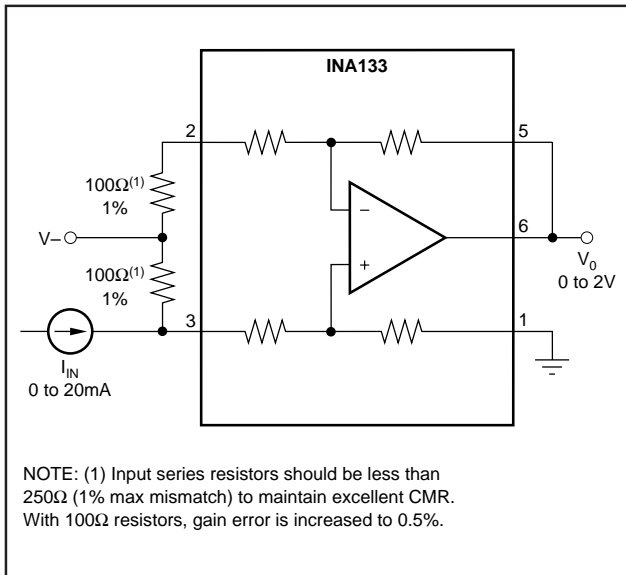 INA133
2
5
100Ω(1)
1%
V–
–
6
V0
0 to 2V
100Ω(1)
1%
+
3
1
IIN
0 to 20mA
NOTE: (1) Input series resistors should be less than
250Ω (1% max mismatch) to maintain excellent CMR.
With 100Ω resistors, gain error is increased to 0.5%.